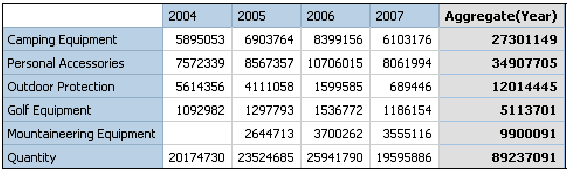 2004 2005 2006 2007 Aggregate(Year)
Camping Equipment 5895053 6903764 8399156 6103176 27301149
Personal Accessories 7572339 8567357 10706015 8061994 34907705
Outdoor Protection 5614356 4111058 1599585 689446 12014445
Golf Equipment 1092982 1297793 1536772 1186154 5113701
Mountaineering Equipment 2644713 3700262 3555116 9900091
Quantity 20174730 23524685 25941790 19595886 89237091